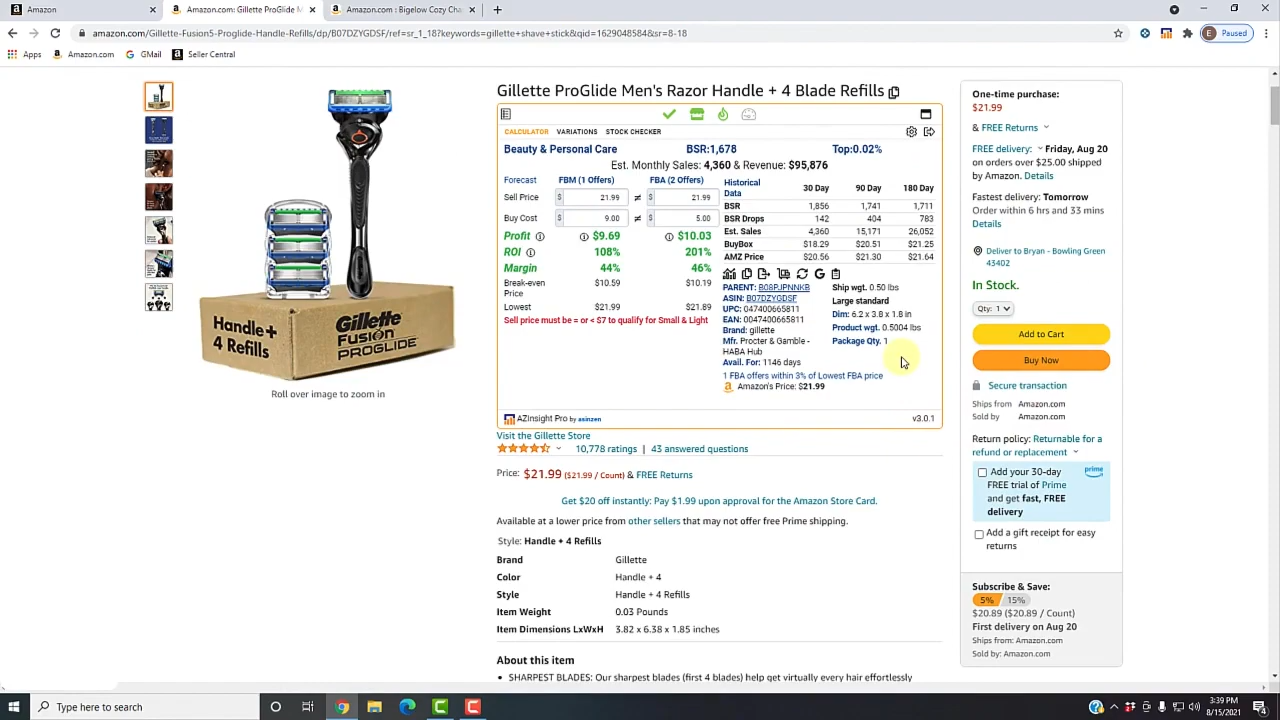 Amazon
Amazon.com: Gillette ProGlide M
Amazon.com : Bigelow Cozy Cha
amazon.com/Gillette-Fusion5-Proglide-Handle-Refills/dp/B07DZYGDSF/ref=sr_1_18?keywords=gillette+shave+stick&qid=1629048584&sr=8-18
E Paused
Apps Amazon.com GMail Seller Central
Gillette ProGlide Men's Razor Handle + 4 Blade Refills
CALCULATOR VARIATIONS STOCK CHECKER
Beauty & Personal Care BSR:1,678 Top:0.02%
Est. Monthly Sales: 4,360 & Revenue: $95,876
Forecast FBM (1 Offers) FBA (2 Offers)
Sell Price $ 21.99 ≠ $ 21.99
Buy Cost $ 9.00 ≠ $ 5.00
Profit $9.69 $10.03
ROI 108% 201%
Margin 44% 46%
Break-even Price $10.59 $10.19
Lowest $21.99 $21.89
Sell price must be = or < $7 to qualify for Small & Light
Historical Data 30 Day 90 Day 180 Day
BSR 1,856 1,741 1,711
BSR Drops 142 404 783
Est. Sales 4,360 15,171 26,052
BuyBox $18.29 $20.51 $21.25
AMZ Price $20.56 $21.30 $21.64
PARENT: B08PJPNNKB
ASIN: B07DZYGDSF
UPC: 047400665811
EAN: 0047400665811
Brand: gillette
Mfr. Procter & Gamble -
HABA Hub
Avail. For: 1146 days
Ship wgt. 0.50 lbs
Large standard
Dim: 6.2 x 3.8 x 1.8 in
Product wgt. 0.5004 lbs
Package Qty. 1
1 FBA offers within 3% of Lowest FBA price
Amazon's Price: $21.99
AZInsight Pro by asinzen v3.0.1
Handle+
4 Refills
Gillette
FUSION
PROGLIDE
Roll over image to zoom in
Visit the Gillette Store
10,778 ratings | 43 answered questions
Price: $21.99 ($21.99 / Count) & FREE Returns
Get $20 off instantly: Pay $1.99 upon approval for the Amazon Store Card.
Available at a lower price from other sellers that may not offer free Prime shipping.
Style: Handle + 4 Refills
Brand Gillette
Color Handle + 4
Style Handle + 4 Refills
Item Weight 0.03 Pounds
Item Dimensions LxWxH 3.82 x 6.38 x 1.85 inches
About this item
• SHARPEST BLADES: Our sharpest blades (first 4 blades) help get virtually every hair effortlessly
One-time purchase:
$21.99
& FREE Returns
FREE delivery: Friday, Aug 20
on orders over $25.00 shipped
by Amazon. Details
Fastest delivery: Tomorrow
Order within 6 hrs and 33 mins
Details
Deliver to Bryan - Bowling Green
43402
In Stock.
Qty: 1
Add to Cart
Buy Now
Secure transaction
Ships from Amazon.com
Sold by Amazon.com
Return policy: Returnable for a
refund or replacement
Add your 30-day
FREE trial of Prime
and get fast, FREE
delivery
prime
Add a gift receipt for easy
returns
Subscribe & Save:
5% 15%
$20.89 ($20.89 / Count)
First delivery on Aug 20
Ships from: Amazon.com
Sold by: Amazon.com
Type here to search
3:39 PM
8/15/2021